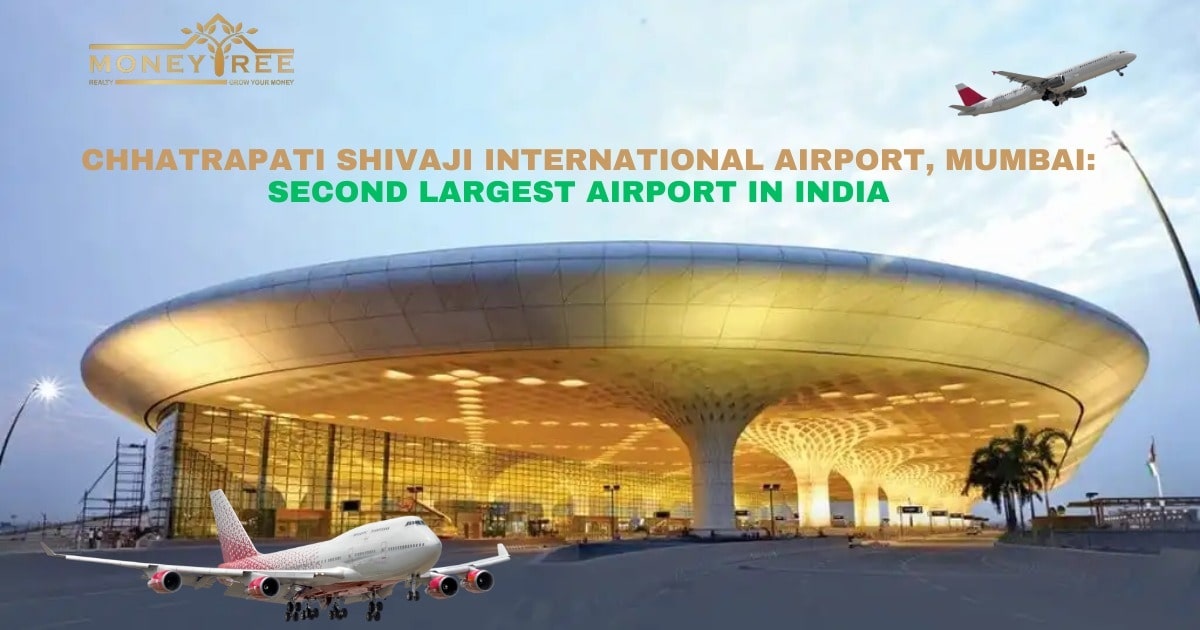 MONEYTREE
REALTY GROW YOUR MONEY
CHHATRAPATI SHIVAJI INTERNATIONAL AIRPORT, MUMBAI:
SECOND LARGEST AIRPORT IN INDIA